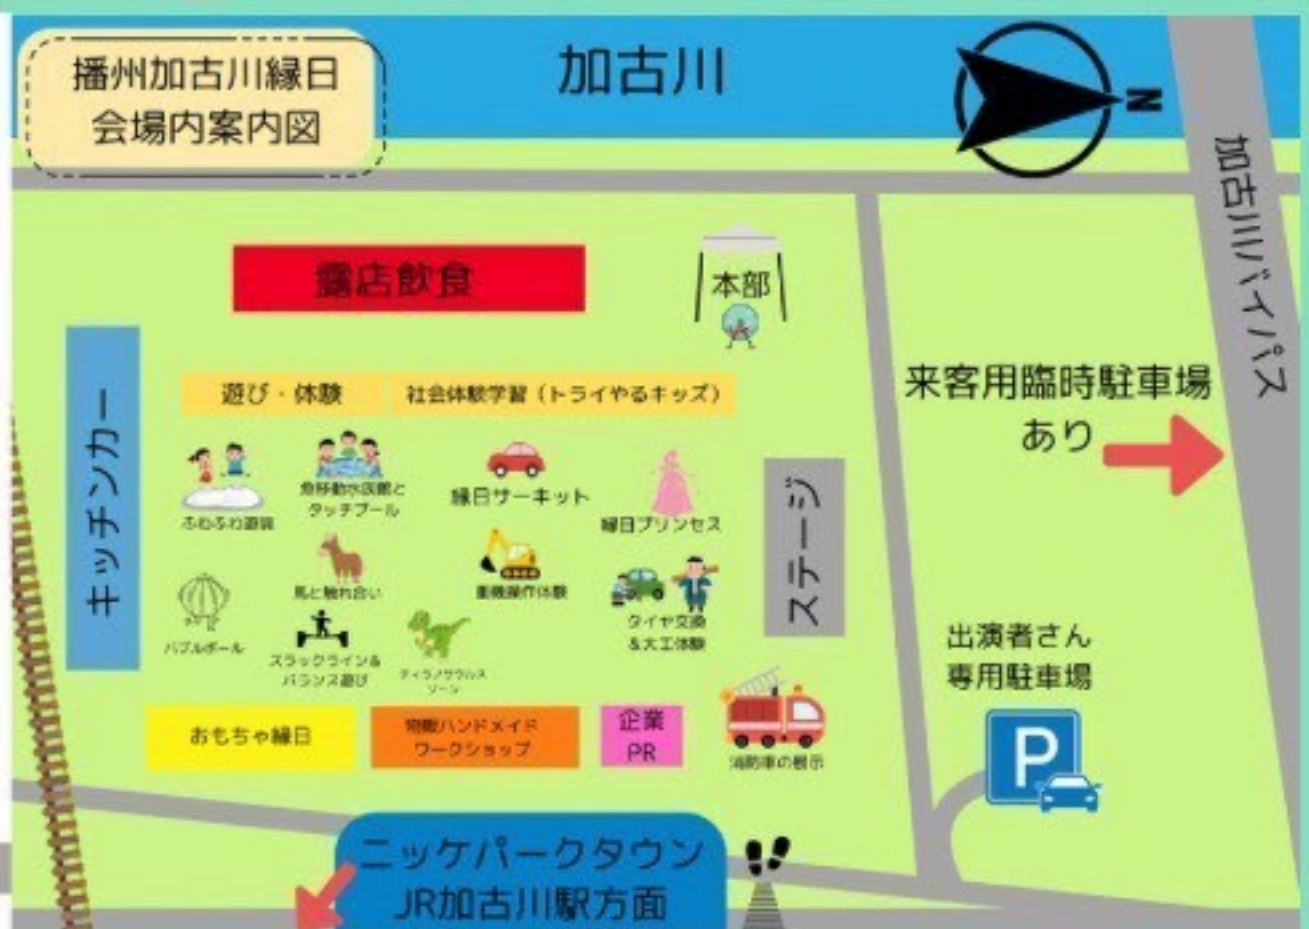 播州加古川縁日
会場内案内図
加古川
N
加古川バイパス
露店飲食
本部
キッチンカー
遊び・体験
社会体験学習（トライやるキッズ）
来客用臨時駐車場
あり
ふわふわ遊具
魚移動水族館と
タッチプール
縁日サーキット
縁日プリンセス
ステージ
馬と触れ合い
重機操作体験
バブルボール
スラックライン&
バランス遊び
ティラノサウルス
ゾーン
タイヤ交換
&大工体験
出演者さん
専用駐車場
P
おもちゃ縁日
物販ハンドメイド
ワークショップ
企業
PR
消防車の展示
ニッケパークタウン
JR加古川駅方面